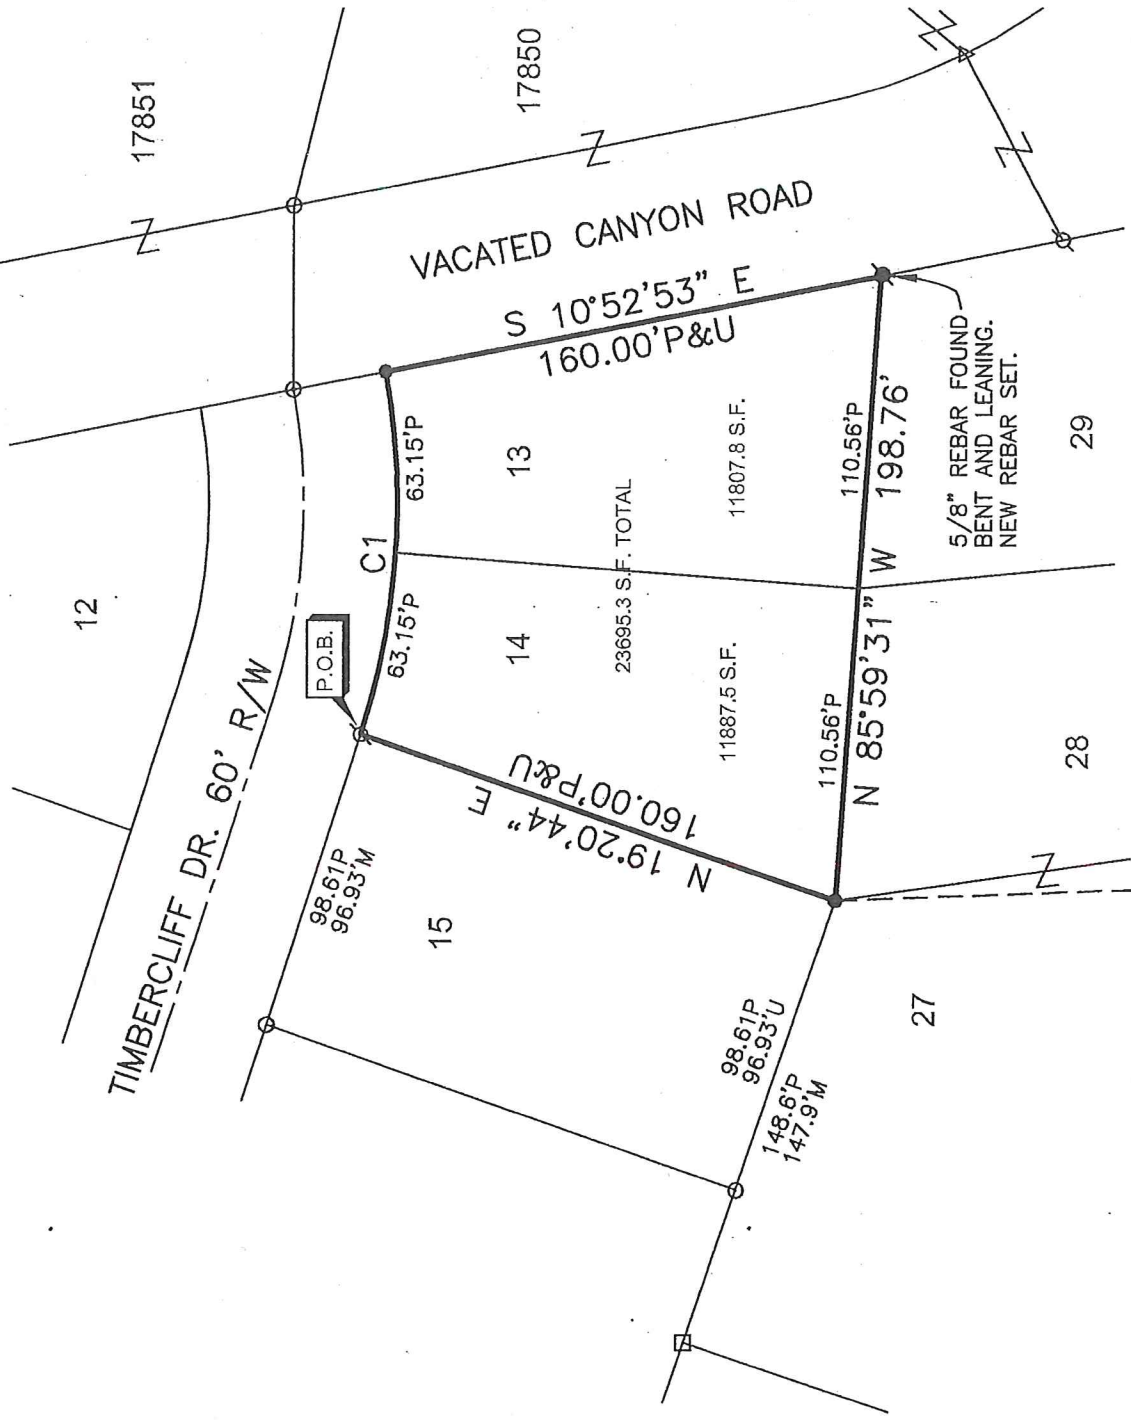 17851
17850
12
VACATED CANYON ROAD
TIMBERCLIFF DR. 60' R/W
P.O.B.
C1
63.15'P
63.15'P
S 10°52'53" E
160.00'P&U
13
14
23695.3 S.F. TOTAL
11807.8 S.F.
11887.5 S.F.
N 19°20'44" E
160.00'P&U
98.61P
96.93'M
15
110.56'P
110.56'P
N 85°59'31" W 198.76'
5/8" REBAR FOUND
BENT AND LEANING.
NEW REBAR SET.
29
28
27
98.61P
96.93'U
148.6'P
147.9'M